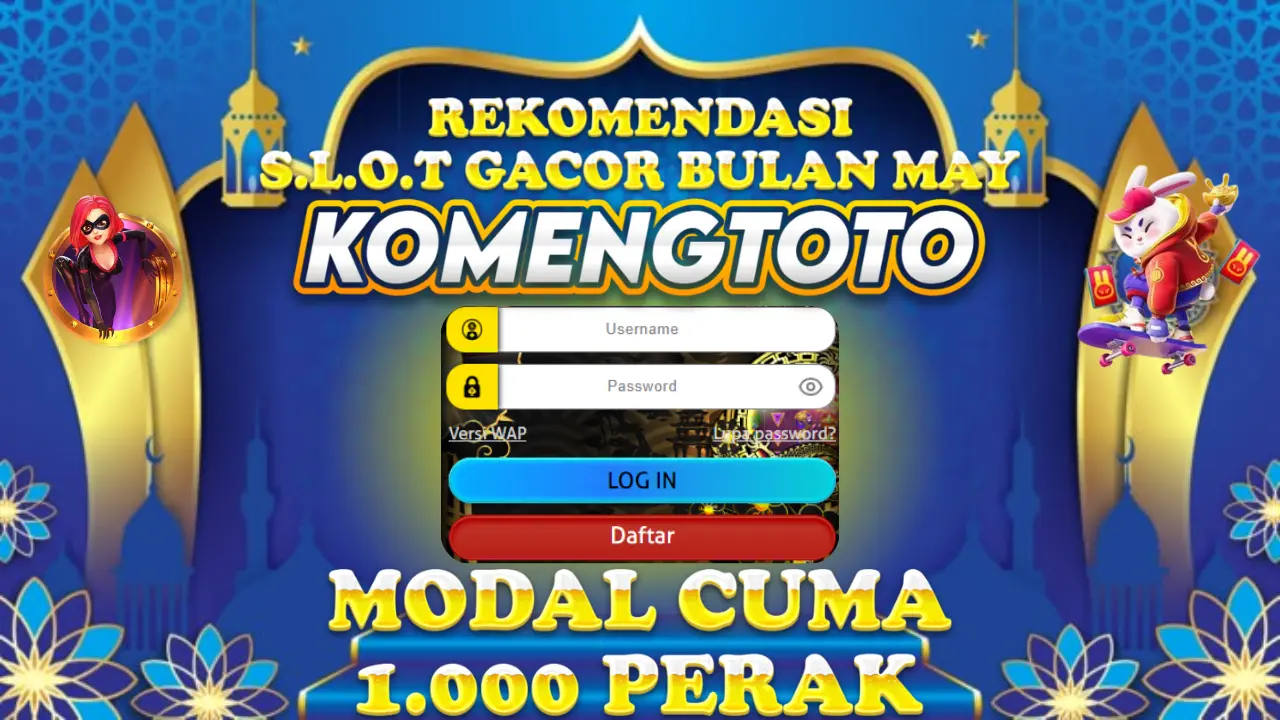 REKOMENDASI
S.L.O.T GACOR BULAN MAY
KOMENGTOTO
Username
Password
Versi WAP
Lupa password?
LOG IN
Daftar
MODAL CUMA
1.000 PERAK